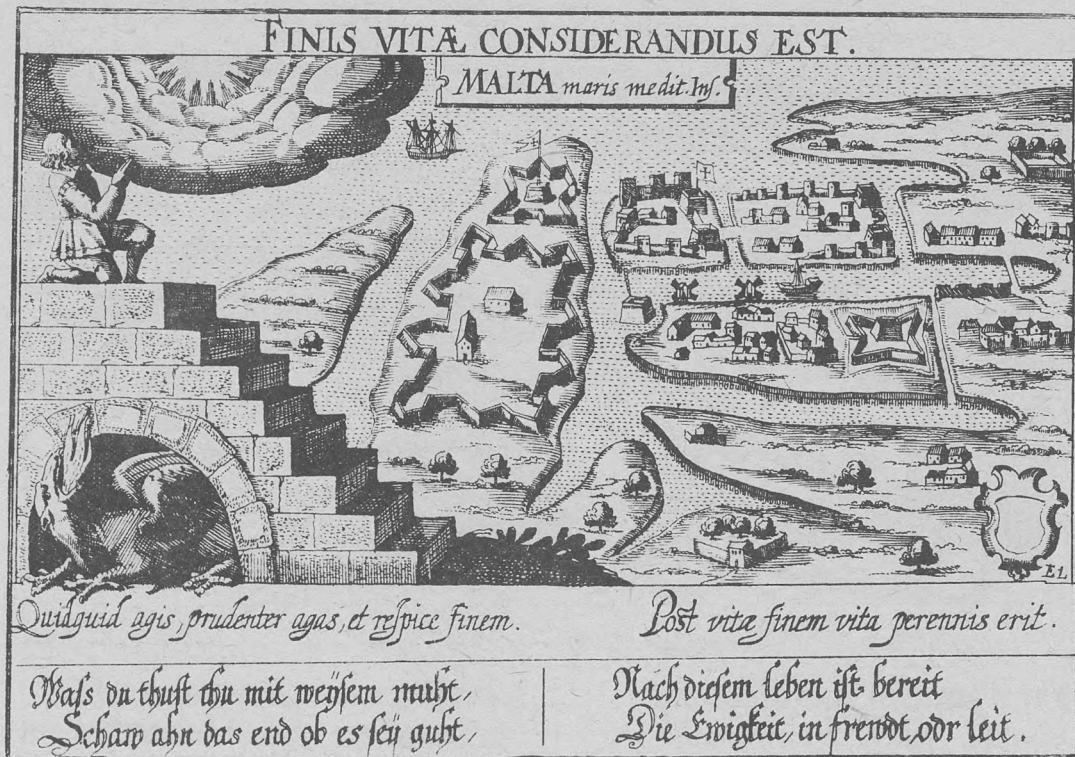 FINIS VITÆ CONSIDERANDUS EST.
MALTA maris medit. Inſ.
EL
Quidquid agis, prudenter agas, et reſpice finem.
Post vitæ finem vita perennis erit.
Waſs du thuſt thu mit weyſem muht,
Schaw ahn das end ob es ſeÿ guht,
Nach dieſem leben iſt bereit
Die Ewigkeit, in frewdt, odr leit.